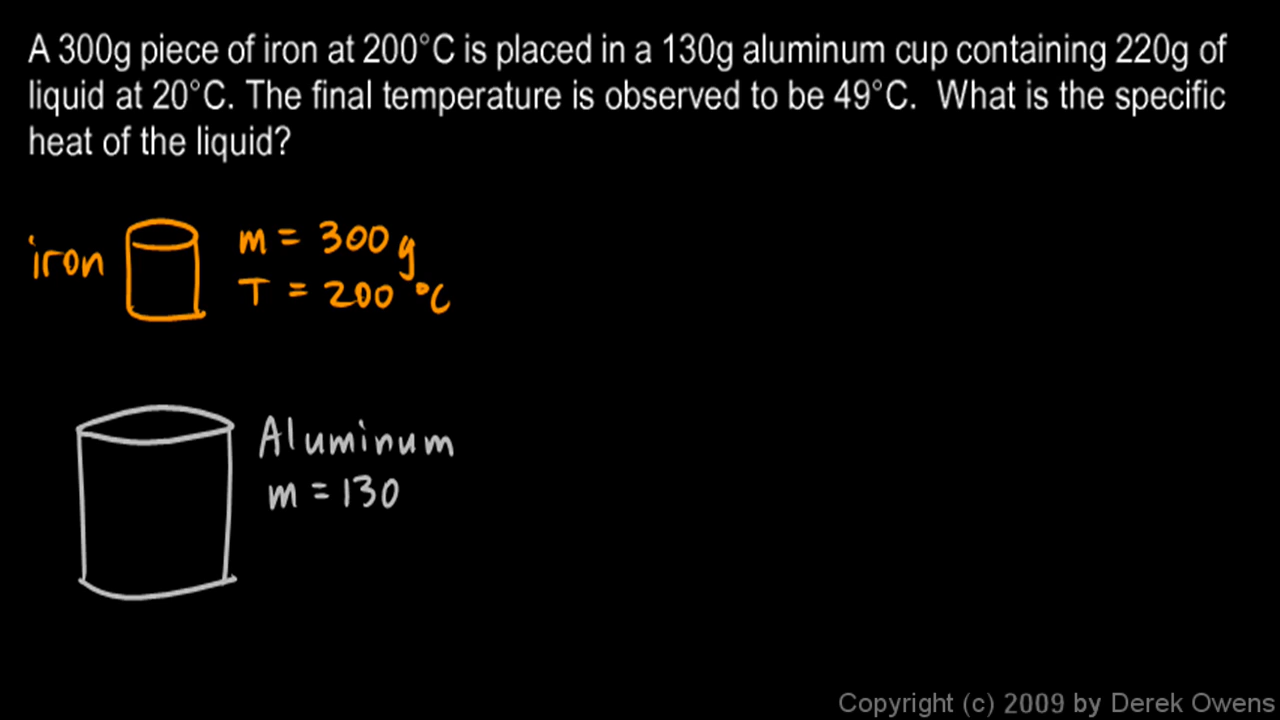 A 300g piece of iron at 200°C is placed in a 130g aluminum cup containing 220g of
liquid at 20°C. The final temperature is observed to be 49°C. What is the specific
heat of the liquid?
iron
m = 300 g
T = 200 °C
Aluminum
m = 130
Copyright (c) 2009 by Derek Owens